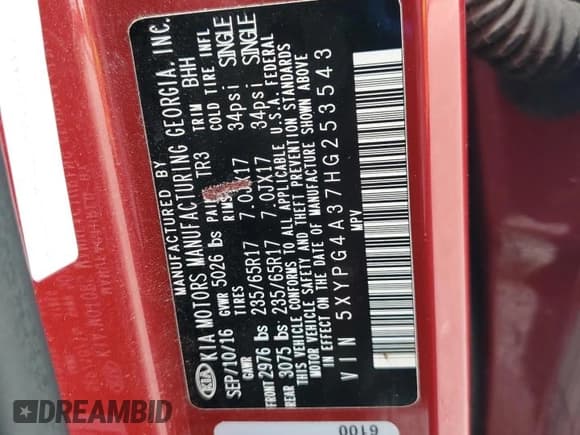 MANUFACTURED BY
KIA KIA MOTORS MANUFACTURING GEORGIA, INC.
SEP/10/16 GVWR 5026 lbs PAINT TR3 TRIM BHH
GAWR TIRES RIMS COLD TIRE INFL
FRONT 2976 lbs 235/65R17 7.0JX17 34psi SINGLE
REAR 3075 lbs 235/65R17 7.0JX17 34psi SINGLE
THIS VEHICLE CONFORMS TO ALL APPLICABLE U.S.A. FEDERAL
MOTOR VEHICLE SAFETY AND THEFT PREVENTION STANDARDS
IN EFFECT ON THE DATE OF MANUFACTURE SHOWN ABOVE
VIN 5XYPG4A37HG253543
MPV
6100
DREAMBID